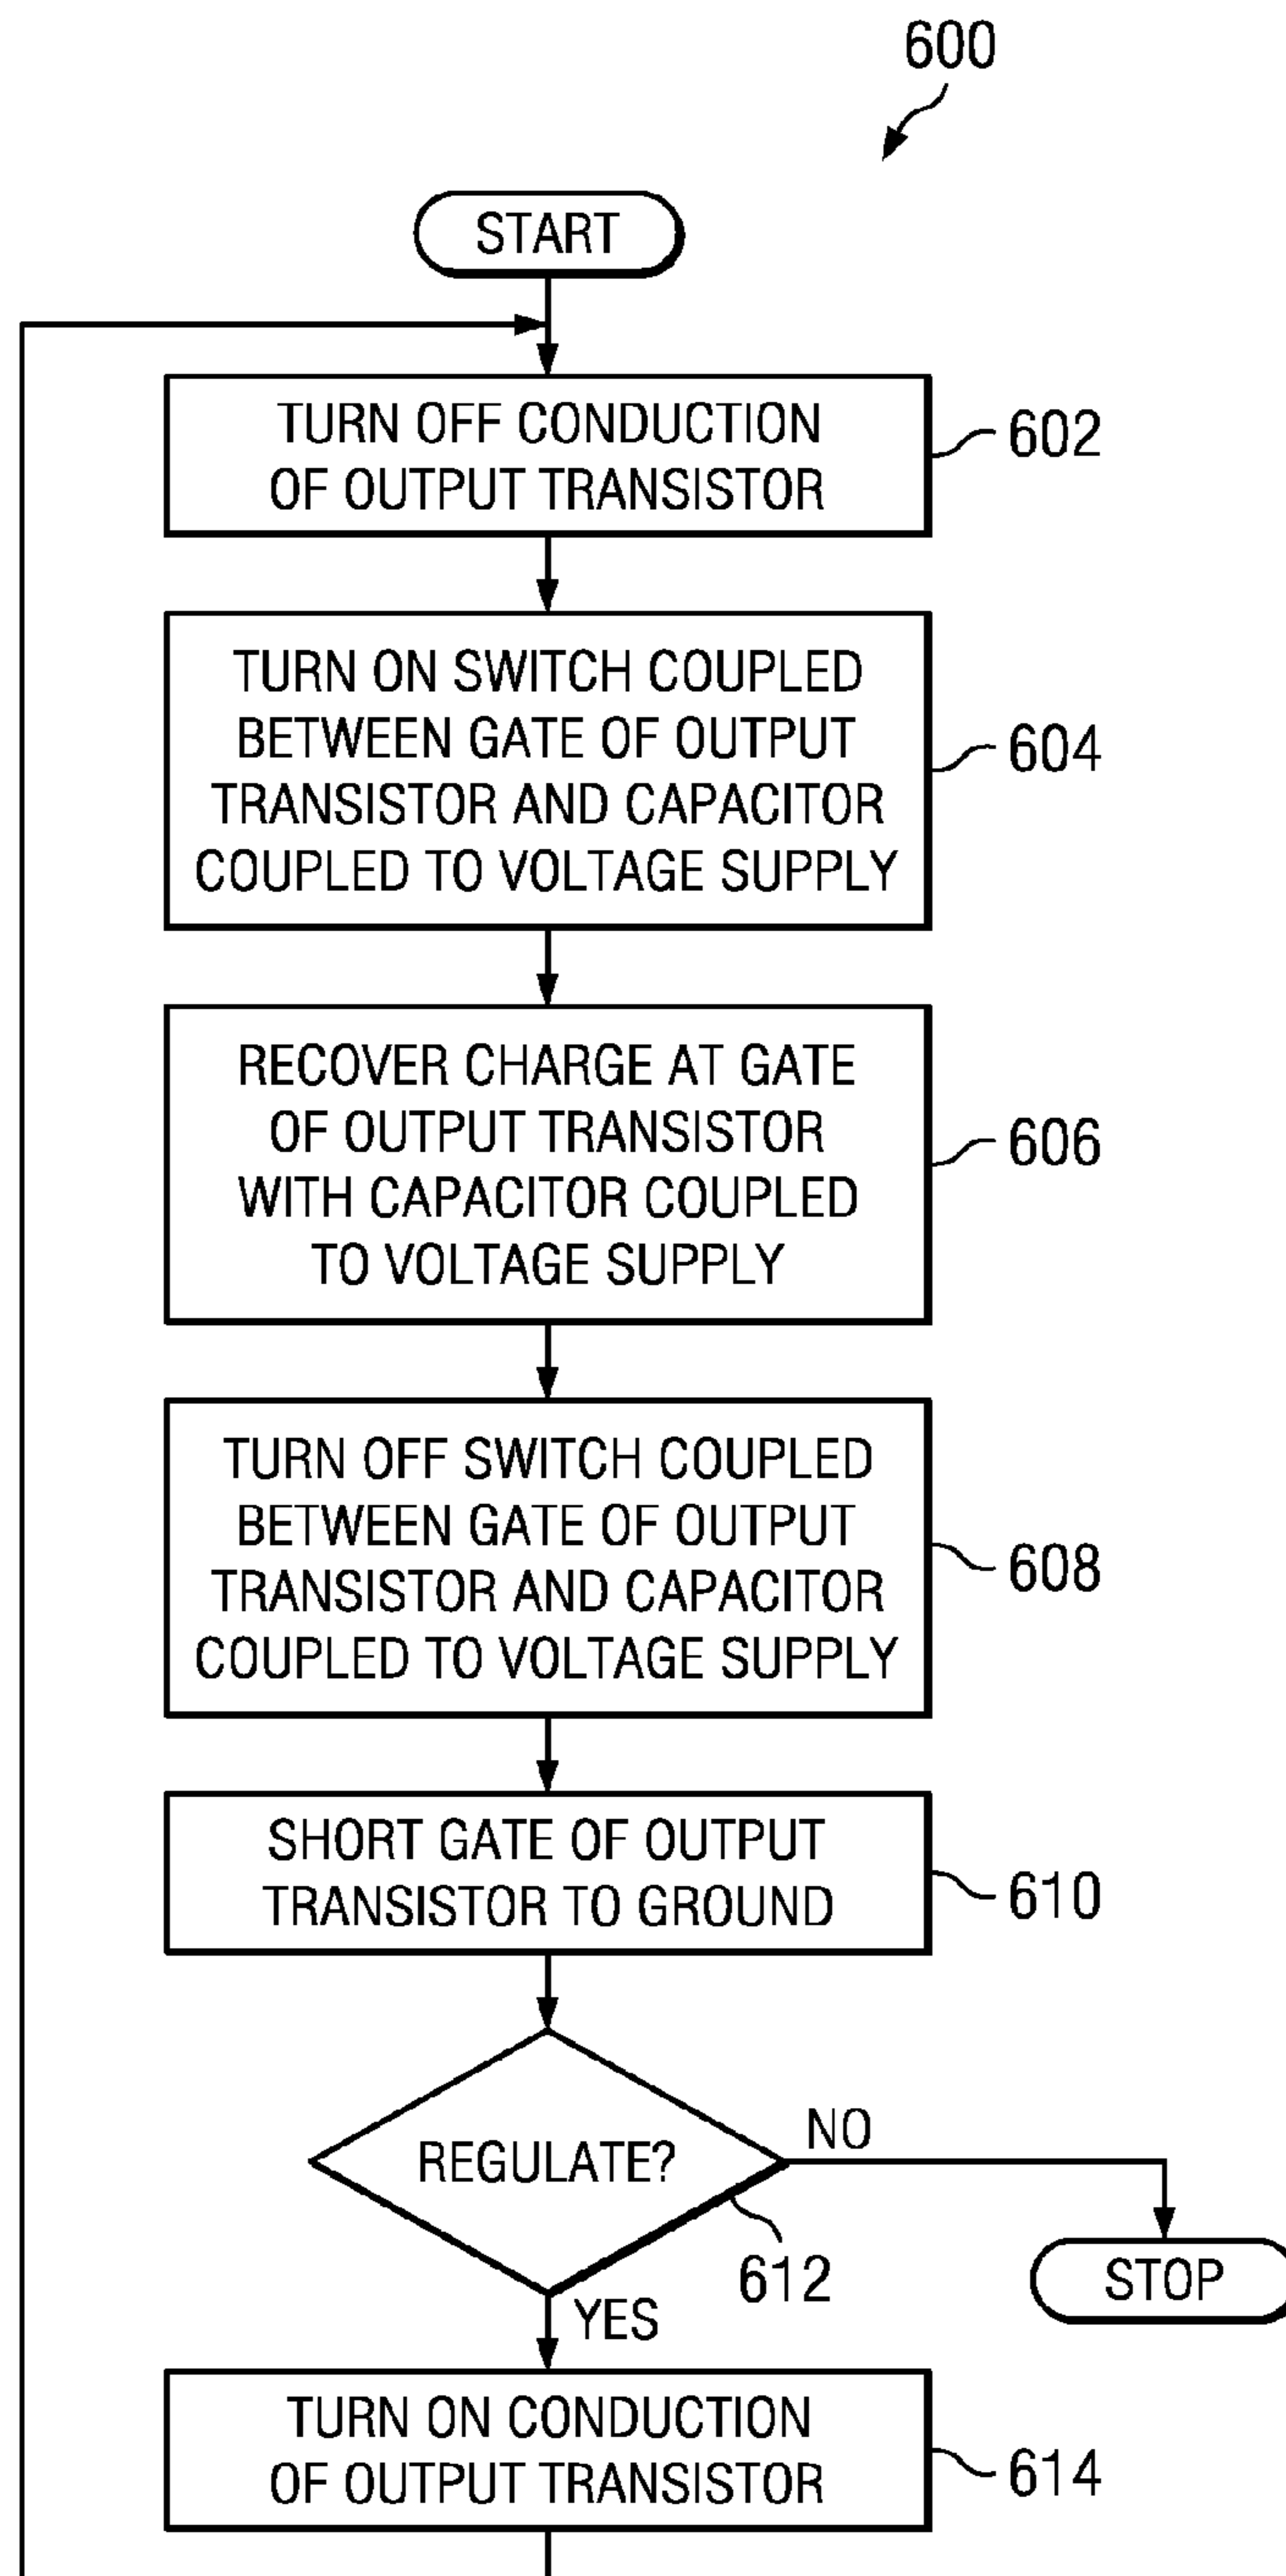 600
START
TURN OFF CONDUCTION
OF OUTPUT TRANSISTOR
602
TURN ON SWITCH COUPLED
BETWEEN GATE OF OUTPUT
TRANSISTOR AND CAPACITOR
COUPLED TO VOLTAGE SUPPLY
604
RECOVER CHARGE AT GATE
OF OUTPUT TRANSISTOR
WITH CAPACITOR COUPLED
TO VOLTAGE SUPPLY
606
TURN OFF SWITCH COUPLED
BETWEEN GATE OF OUTPUT
TRANSISTOR AND CAPACITOR
COUPLED TO VOLTAGE SUPPLY
608
SHORT GATE OF OUTPUT
TRANSISTOR TO GROUND
610
REGULATE?
NO
612
STOP
YES
TURN ON CONDUCTION
OF OUTPUT TRANSISTOR
614